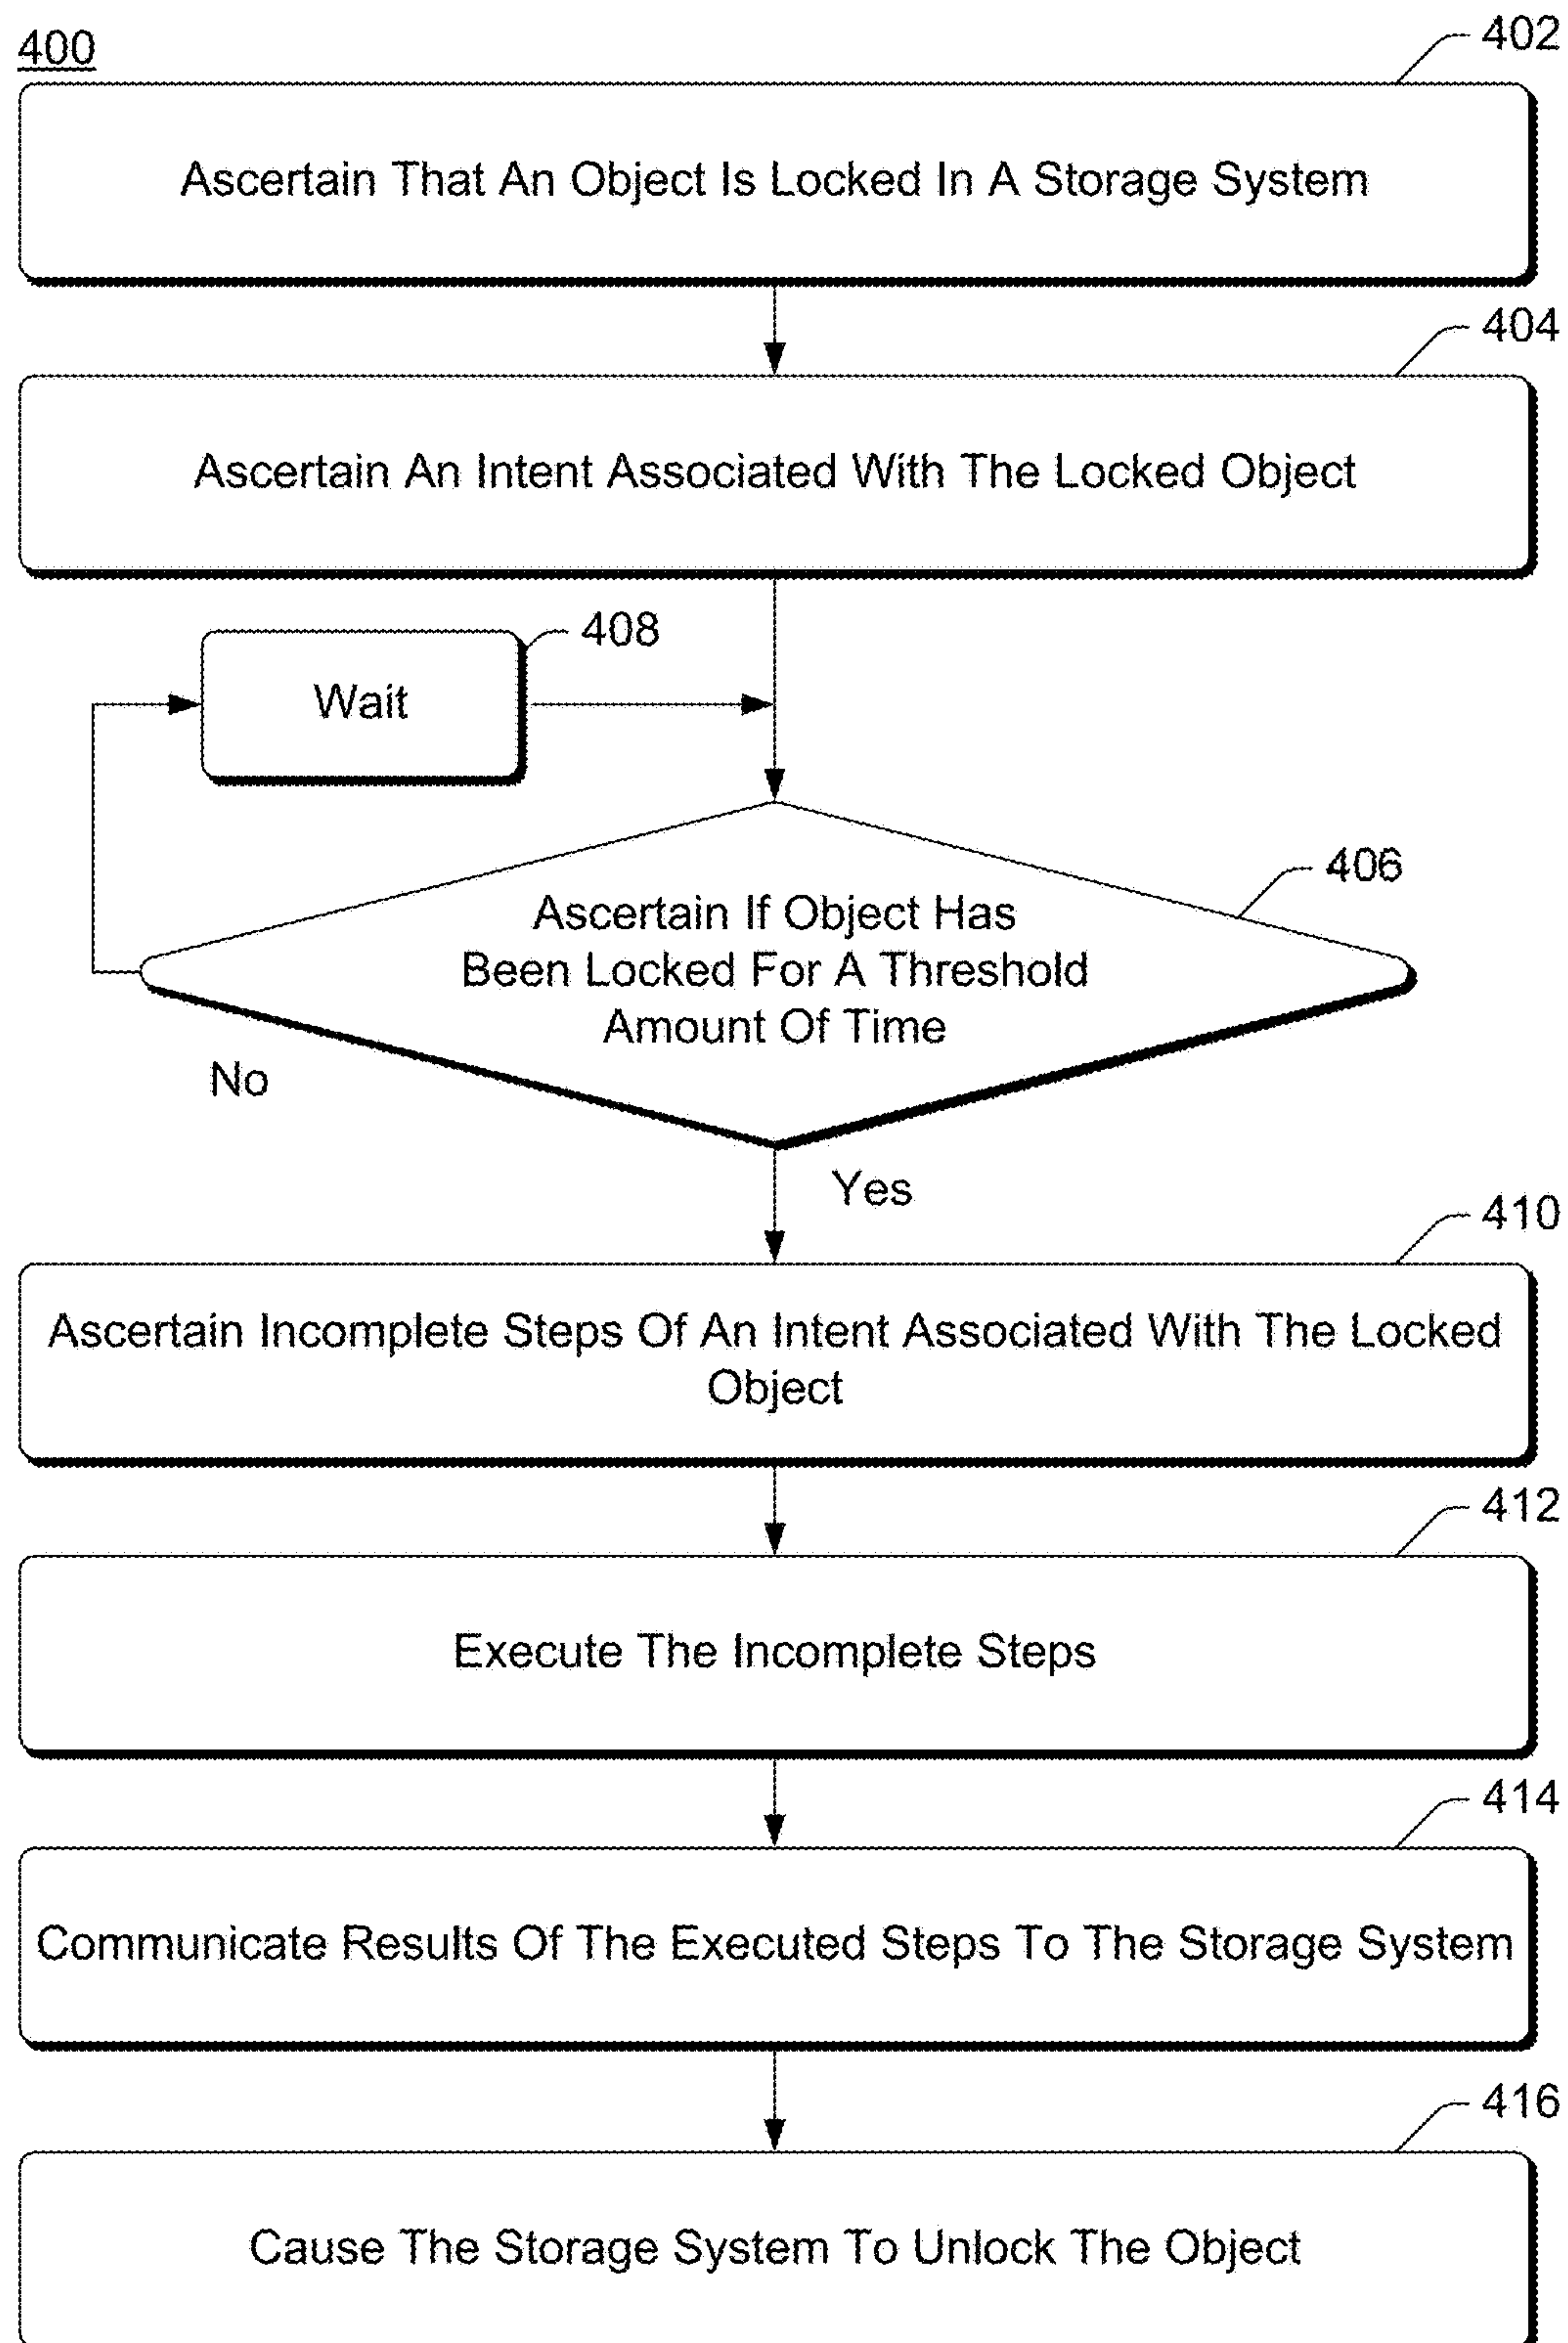 400
402
Ascertain That An Object Is Locked In A Storage System
404
Ascertain An Intent Associated With The Locked Object
408
Wait
406
Ascertain If Object Has
Been Locked For A Threshold
Amount Of Time
No
Yes
410
Ascertain Incomplete Steps Of An Intent Associated With The Locked
Object
412
Execute The Incomplete Steps
414
Communicate Results Of The Executed Steps To The Storage System
416
Cause The Storage System To Unlock The Object